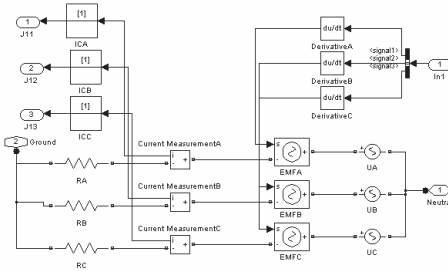 [1]
1
J11
ICA
[1]
2
J12
ICB
[1]
3
J13
ICC
du/dt
DerivativeA
<signal1>
<signal2>
<signal3>
du/dt
DerivativeB
du/dt
DerivativeC
1
In1
2
Ground
RA
RB
RC
Current MeasurementA
i
+
-
Current MeasurementB
i
+
-
Current MeasurementC
i
+
-
s
EMFA
s
EMFB
s
EMFC
+ -
UA
+ -
UB
+ -
UC
1
Neutra